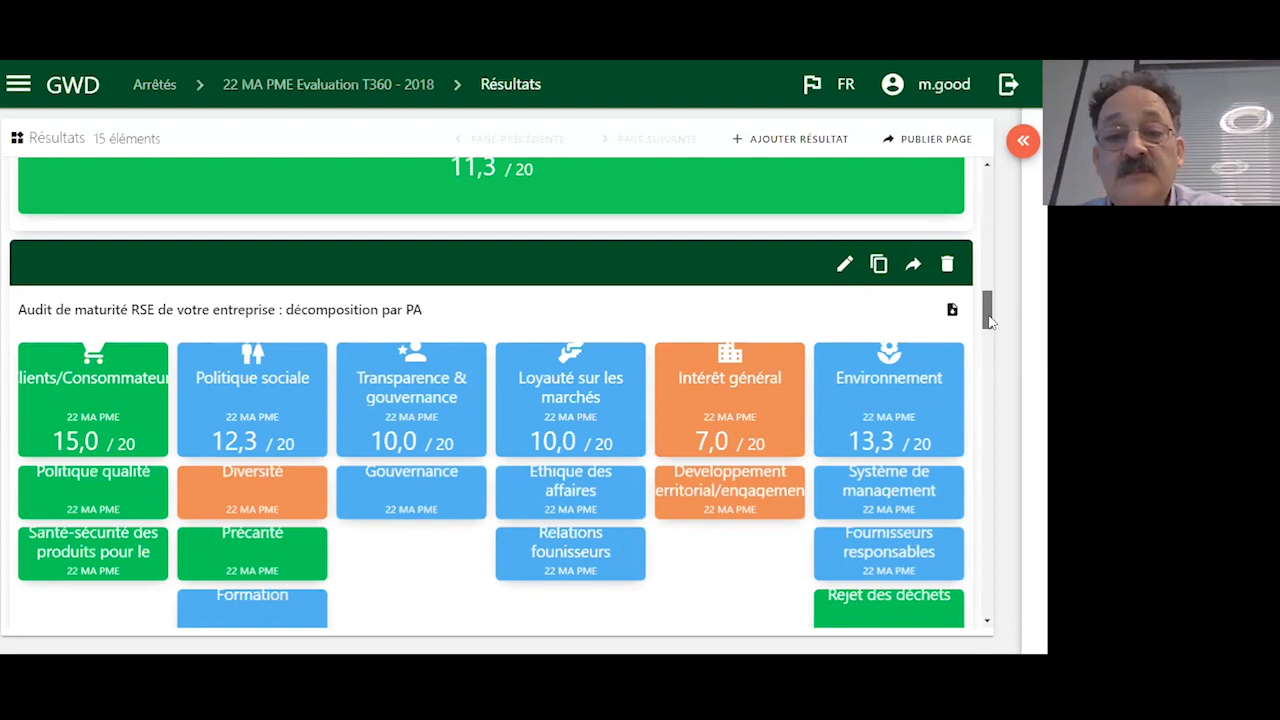 GWD Arrêtés 22 MA PME Evaluation T360 - 2018 Résultats FR m.good
Résultats 15 éléments PAGE PRÉCÉDENTE PAGE SUIVANTE + AJOUTER RÉSULTAT PUBLIER PAGE
11,3 / 20
Audit de maturité RSE de votre entreprise : décomposition par PA
lients/Consommateur
22 MA PME
15,0 / 20
Politique qualité
22 MA PME
Santé-sécurité des
produits pour le
22 MA PME
Politique sociale
22 MA PME
12,3 / 20
Diversité
22 MA PME
Précarité
22 MA PME
Formation
Transparence &
gouvernance
22 MA PME
10,0 / 20
Gouvernance
22 MA PME
Loyauté sur les
marchés
22 MA PME
10,0 / 20
Ethique des
affaires
22 MA PME
Relations
founisseurs
22 MA PME
Intérêt général
22 MA PME
7,0 / 20
Developpement
erritorial/engagemen
22 MA PME
Environnement
22 MA PME
13,3 / 20
Système de
management
22 MA PME
Fournisseurs
responsables
22 MA PME
Rejet des déchets